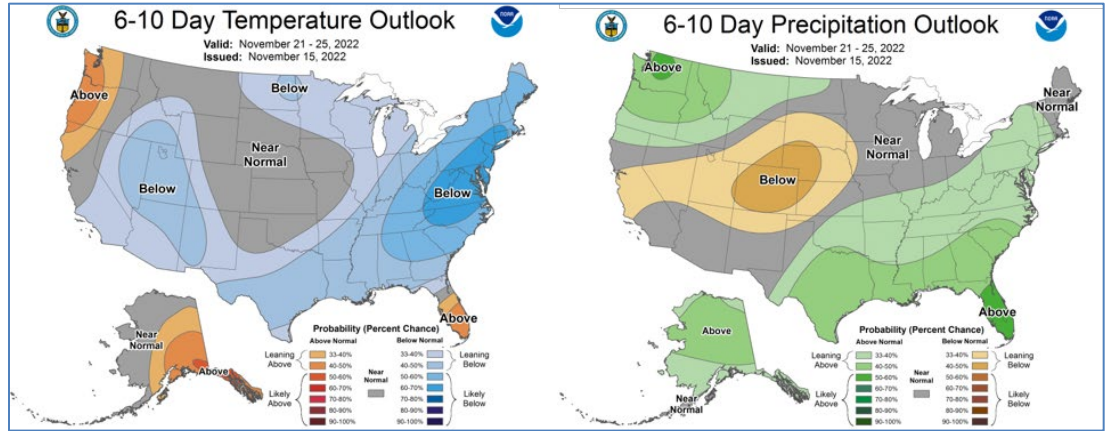 6-10 Day Temperature Outlook
Valid: November 21 - 25, 2022
Issued: November 15, 2022
Above
Below
Near
Normal
Below
Below
Above
Near
Normal
Above
Probability (Percent Chance)
Above Normal
Below Normal
Leaning
Above
33-40%
40-50%
50-60%
60-70%
70-80%
80-90%
90-100%
Likely
Above
Near
Normal
33-40%
40-50%
50-60%
60-70%
70-80%
80-90%
90-100%
Leaning
Below
Likely
Below
6-10 Day Precipitation Outlook
Valid: November 21 - 25, 2022
Issued: November 15, 2022
NOAA
Above
Near
Normal
Near
Normal
Below
Above
Above
Near
Normal
Probability (Percent Chance)
Above Normal
Below Normal
Leaning
Above
33-40%
40-50%
50-60%
60-70%
70-80%
80-90%
90-100%
Likely
Above
Near
Normal
33-40%
40-50%
50-60%
60-70%
70-80%
80-90%
90-100%
Leaning
Below
Likely
Below